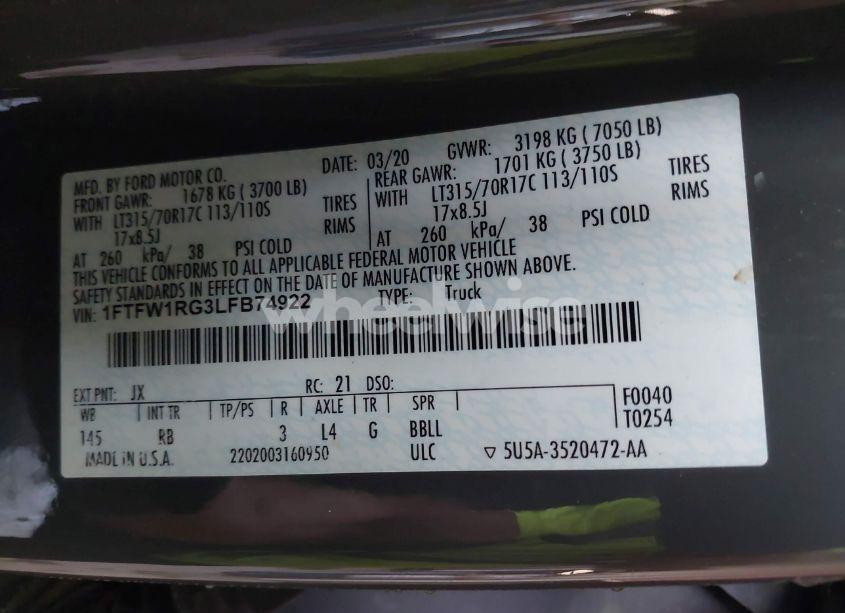 MFD. BY FORD MOTOR CO. DATE: 03/20 GVWR: 3198 KG ( 7050 LB)
FRONT GAWR: 1678 KG ( 3700 LB) REAR GAWR: 1701 KG ( 3750 LB)
WITH LT315/70R17C 113/110S TIRES WITH LT315/70R17C 113/110S TIRES
17x8.5J RIMS 17x8.5J RIMS
AT 260 kPa/ 38 PSI COLD AT 260 kPa/ 38 PSI COLD
THIS VEHICLE CONFORMS TO ALL APPLICABLE FEDERAL MOTOR VEHICLE
SAFETY STANDARDS IN EFFECT ON THE DATE OF MANUFACTURE SHOWN ABOVE.
VIN: 1FTFW1RG3LFB74922 TYPE: Truck
wheelwise
EXT PNT: JX RC: 21 DSO:
WB INT TR TP/PS R AXLE TR SPR F0040
145 RB 3 L4 G BBLL T0254
MADE IN U.S.A. 2202003160950 ULC ▽ 5U5A-3520472-AA